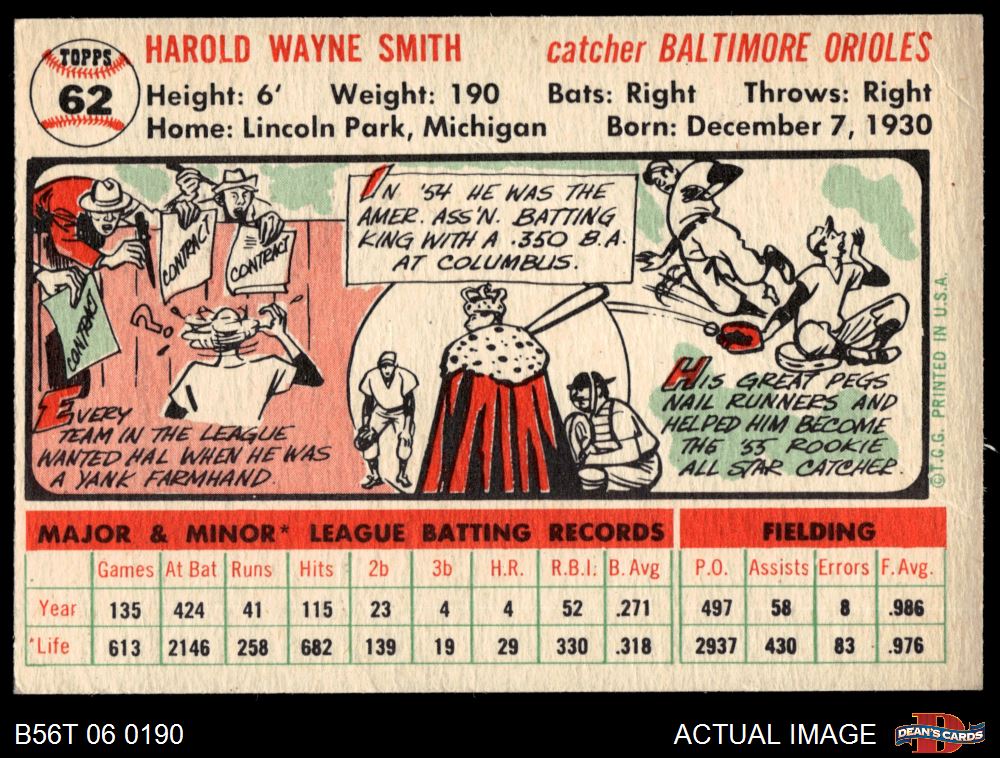 TOPPS
62
HAROLD WAYNE SMITH catcher BALTIMORE ORIOLES
Height: 6' Weight: 190 Bats: Right Throws: Right
Home: Lincoln Park, Michigan Born: December 7, 1930
CONTRACT
CONTRACT
CONTRACT
?!
EVERY
TEAM IN THE LEAGUE
WANTED HAL WHEN HE WAS
A YANK FARMHAND.
IN '54 HE WAS THE
AMER. ASS'N. BATTING
KING WITH A .350 B.A.
AT COLUMBUS.
HIS GREAT PEGS
NAIL RUNNERS AND
HELPED HIM BECOME
THE '55 ROOKIE
ALL STAR CATCHER.
©T.C.G. PRINTED IN U.S.A.
MAJOR & MINOR* LEAGUE BATTING RECORDS FIELDING
Games At Bat Runs Hits 2b 3b H.R. R.B.I. B. Avg P.O. Assists Errors F. Avg.
Year 135 424 41 115 23 4 4 52 .271 497 58 8 .986
*Life 613 2146 258 682 139 19 29 330 .318 2937 430 83 .976
B56T 06 0190 ACTUAL IMAGE DEAN'S CARDS